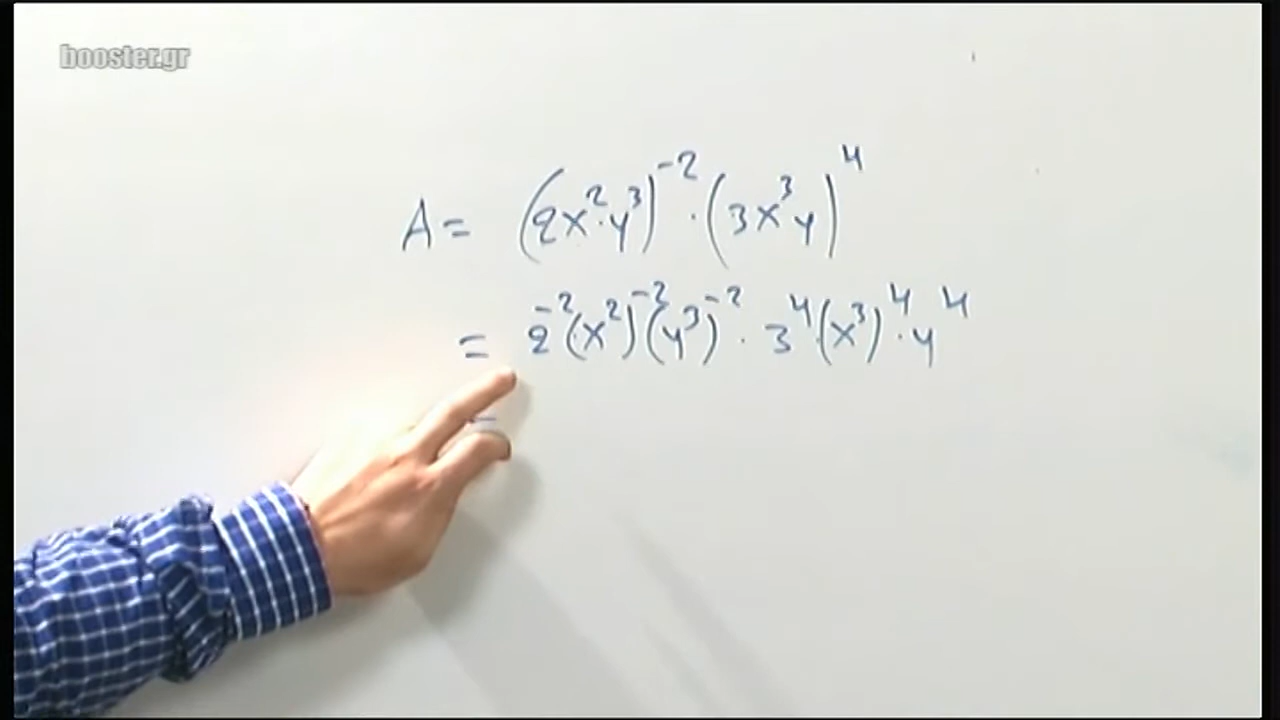 booster.gr
A = (2x²·y³)⁻²·(3x³y)⁴
= 2⁻²(x²)⁻²(y³)⁻²·3⁴·(x³)⁴·y⁴
=